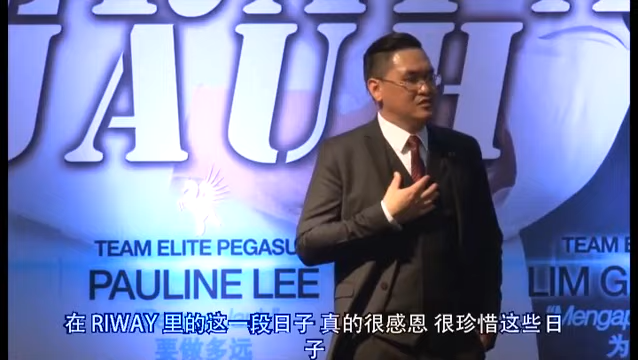 UAUH
TEAM ELITE PEGASU
TEAM E
PAULINE LEE
LIM G
"Mengap
要做多远
为
在 RIWAY 里的这一段日子 真的很感恩 很珍惜这些日
子